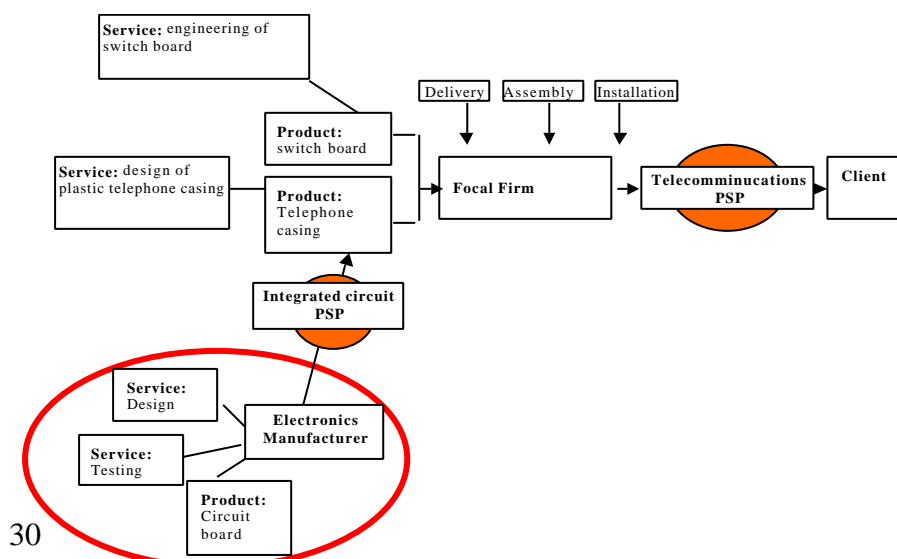 Service: engineering of
switch board
Delivery
Assembly
Installation
Product:
switch board
Service: design of
plastic telephone casing
Product:
Telephone
casing
Focal Firm
Telecomminucations
PSP
Client
Integrated circuit
PSP
Service:
Design
Electronics
Manufacturer
Service:
Testing
Product:
Circuit
board
30